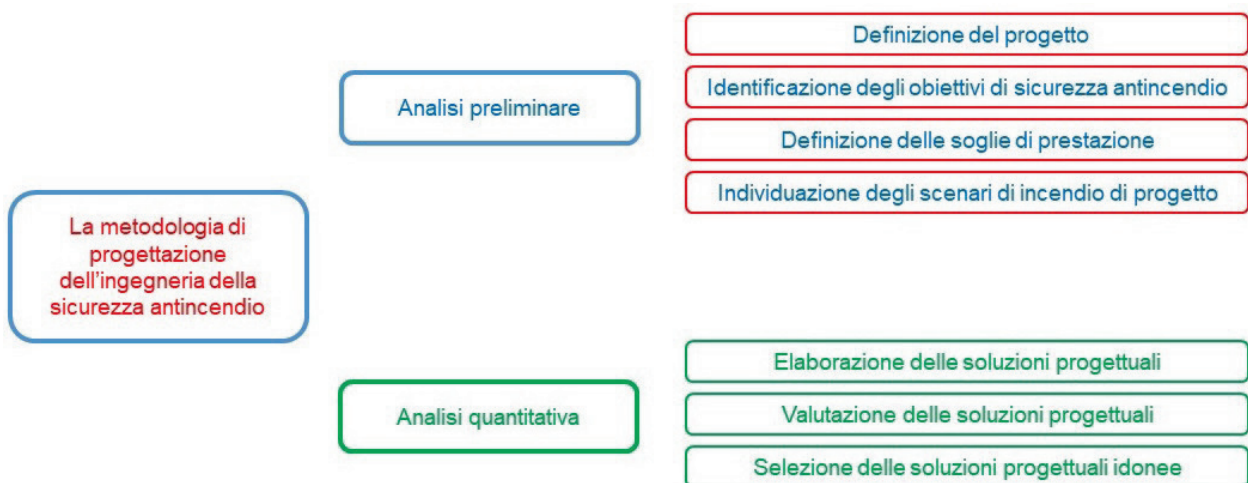 La metodologia di
progettazione
dell'ingegneria della
sicurezza antincendio
Analisi preliminare
Definizione del progetto
Identificazione degli obiettivi di sicurezza antincendio
Definizione delle soglie di prestazione
Individuazione degli scenari di incendio di progetto
Analisi quantitativa
Elaborazione delle soluzioni progettuali
Valutazione delle soluzioni progettuali
Selezione delle soluzioni progettuali idonee